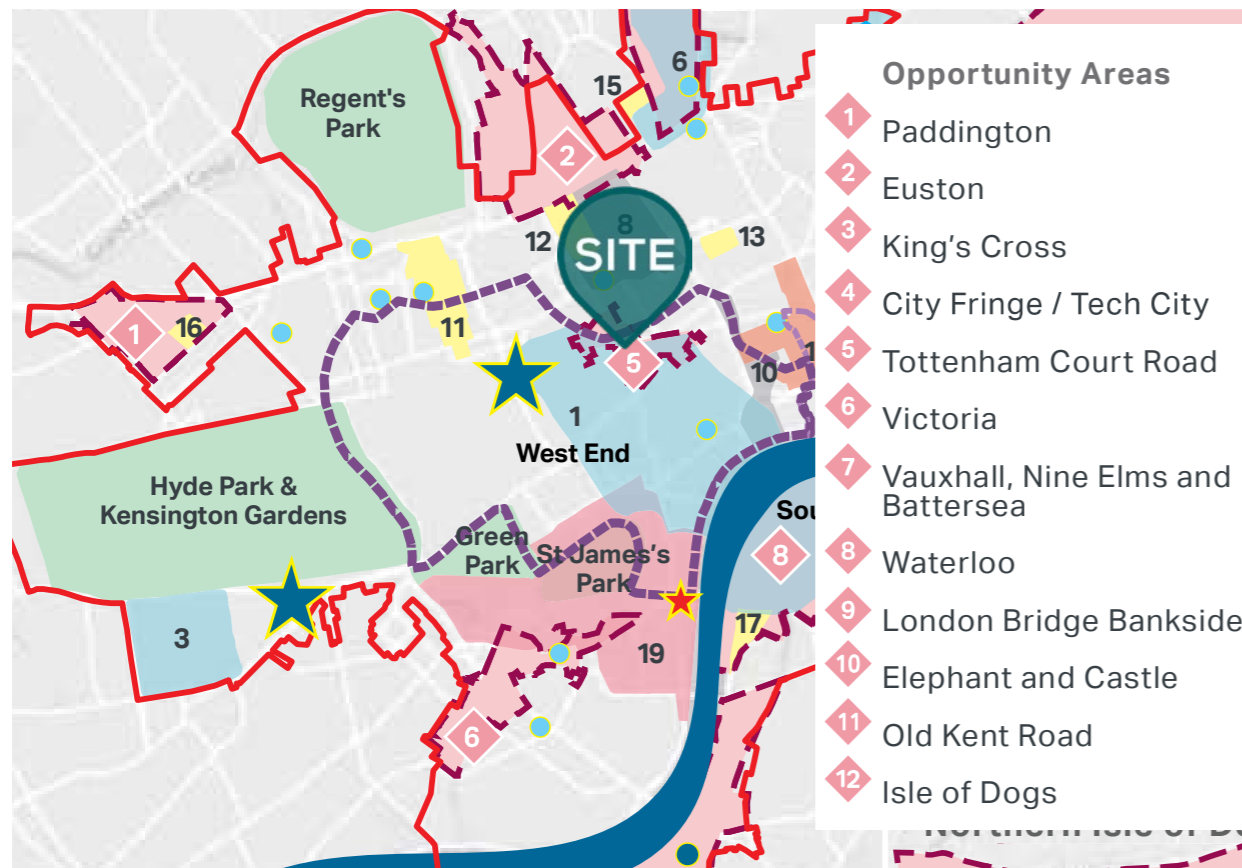 Regent's
Park
2
6
15
8
12
13
SITE
1
16
11
5
10
1
West End
Hyde Park &
Kensington Gardens
Green
Park
St James's
Park
8
3
19
17
6
Opportunity Areas
1 Paddington
2 Euston
3 King's Cross
4 City Fringe / Tech City
5 Tottenham Court Road
6 Victoria
7 Vauxhall, Nine Elms and
Battersea
8 Waterloo
9 London Bridge Bankside
10 Elephant and Castle
11 Old Kent Road
12 Isle of Dogs